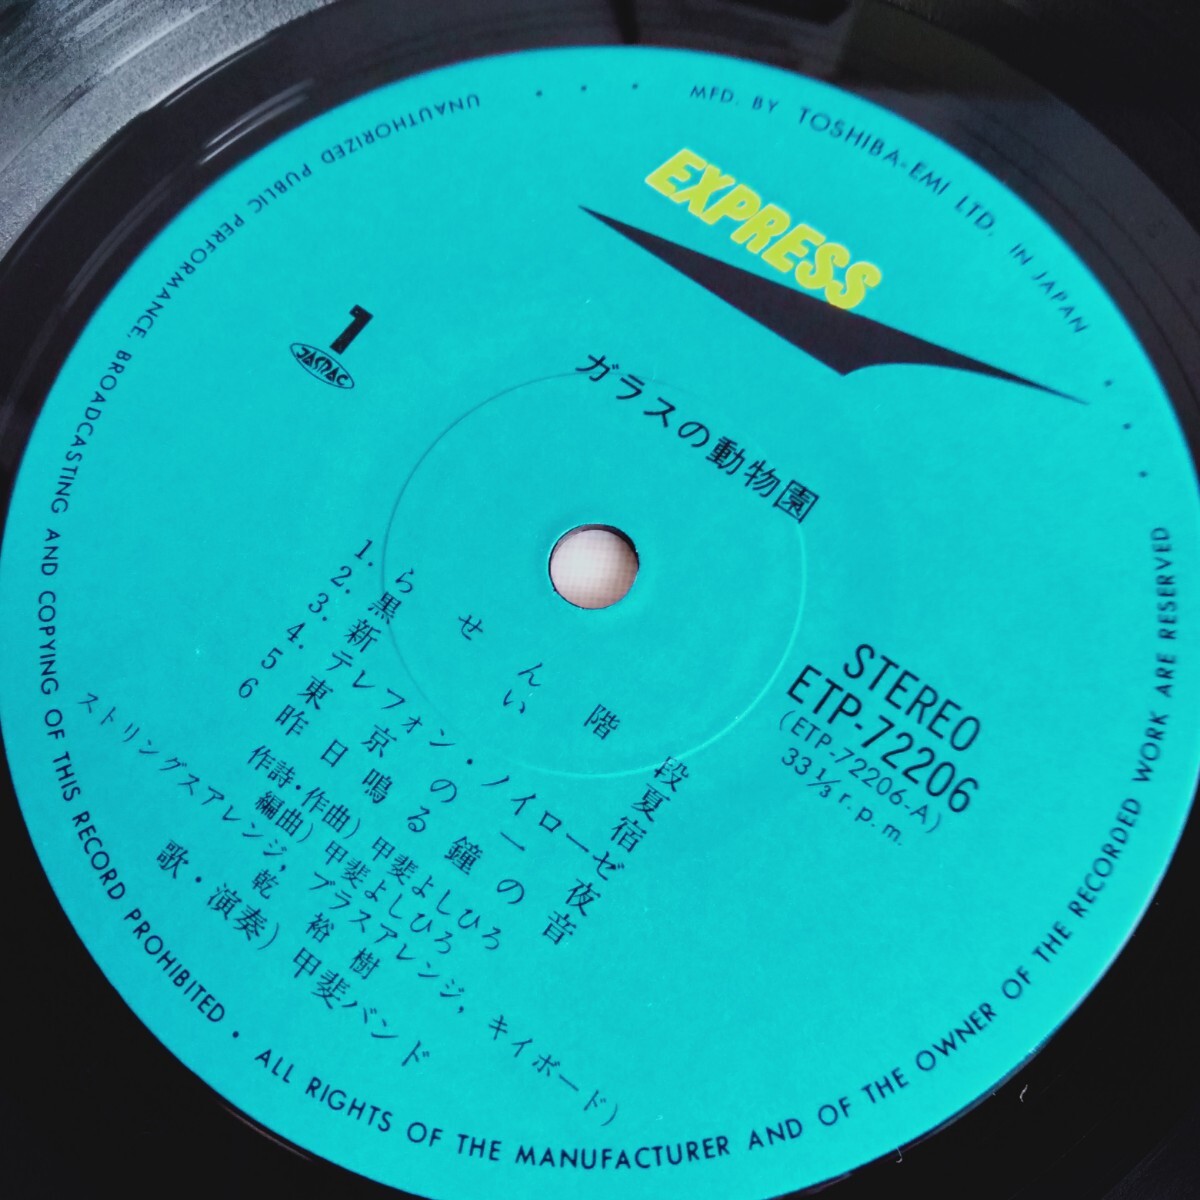 MFD. BY TOSHIBA-EMI LTD. IN JAPAN
EXPRESS
1
JASRAC
ガラスの動物園
STEREO
ETP-72206
(ETP-72206-A)
33 1/3 r.p.m.
1. らせん階段
2. 黒い夏
3. 新宿
4. テレフォン・ノイローゼ
5 東京の一夜
6 昨日鳴る鐘の音
作詩・作曲) 甲斐よしひろ
編曲) 甲斐よしひろ
ストリングスアレンジ, ブラスアレンジ, キイボード)
乾裕樹
歌・演奏) 甲斐バンド
UNAUTHORIZED PUBLIC PERFORMANCE, BROADCASTING AND COPYING OF THIS RECORD PROHIBITED • ALL RIGHTS OF THE MANUFACTURER AND OF THE OWNER OF THE RECORDED WORK ARE RESERVED